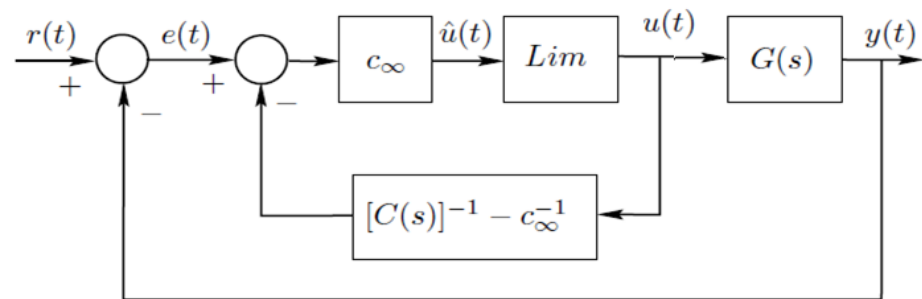 r(t) e(t) û(t) u(t) y(t)
+ + c∞ Lim G(s)
− −
[C(s)]⁻¹ − c∞⁻¹